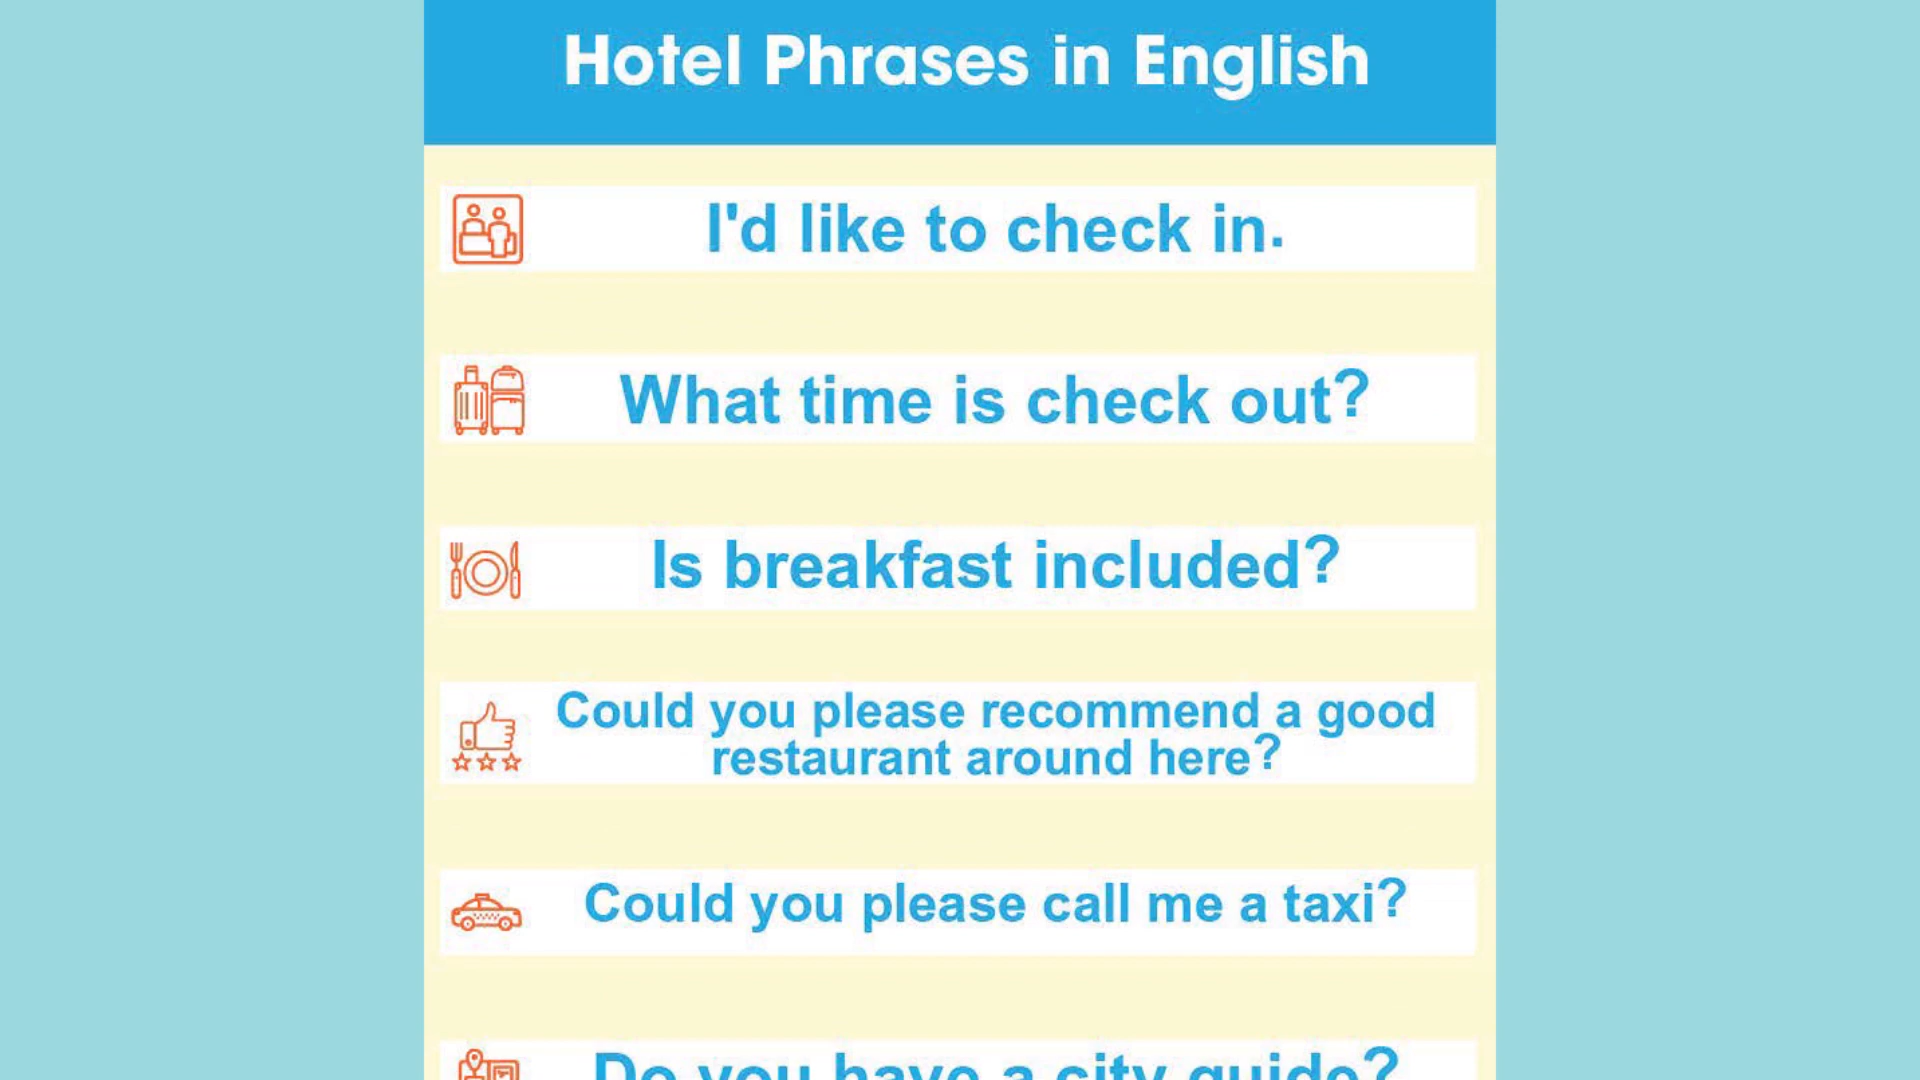 Hotel Phrases in English
I'd like to check in.
What time is check out?
Is breakfast included?
Could you please recommend a good
restaurant around here?
Could you please call me a taxi?
Do you have a city guide?